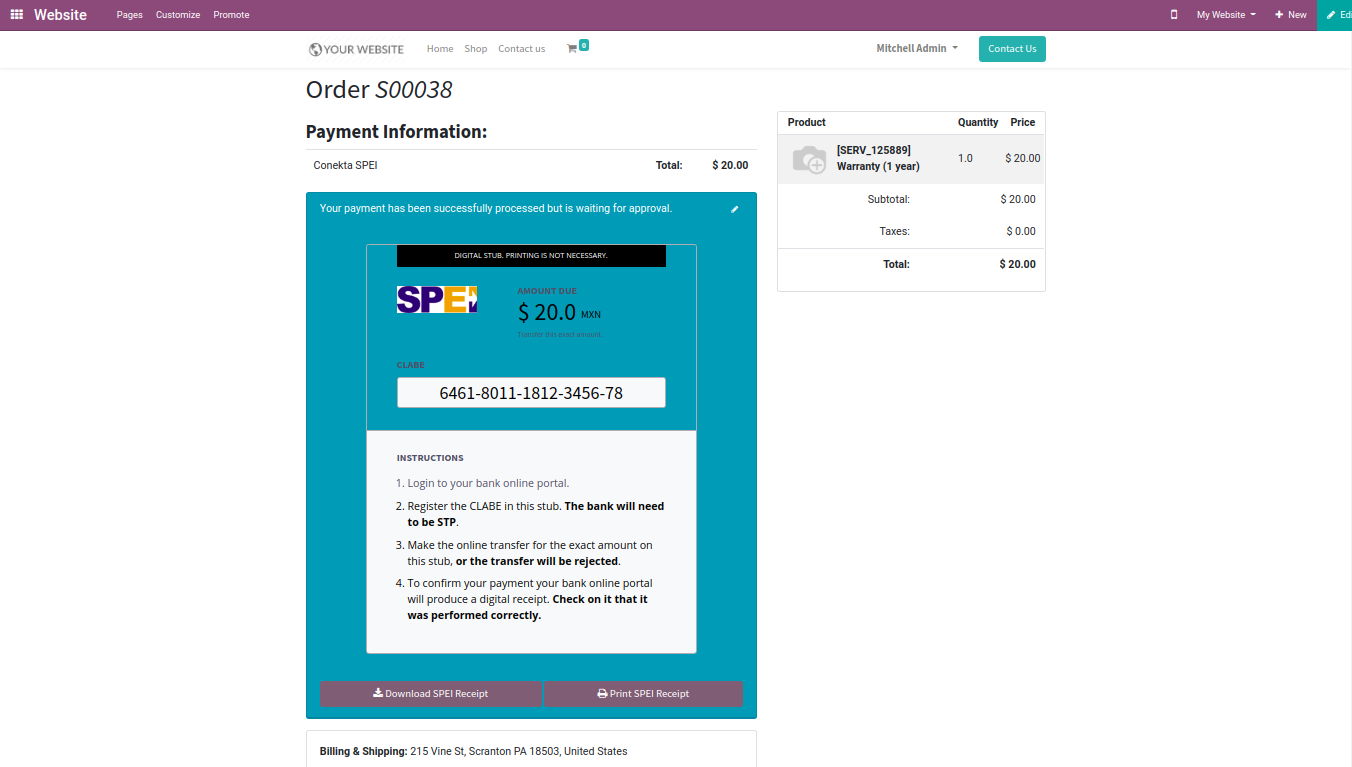 Website Pages Customize Promote My Website New Edi
YOUR WEBSITE Home Shop Contact us 0 Mitchell Admin Contact Us
Order S00038
Payment Information:
Conekta SPEI Total: $ 20.00
Your payment has been successfully processed but is waiting for approval.
DIGITAL STUB. PRINTING IS NOT NECESSARY.
SPEI
AMOUNT DUE
$ 20.0 MXN
Transfer this exact amount.
CLABE
6461-8011-1812-3456-78
INSTRUCTIONS
1. Login to your bank online portal.
2. Register the CLABE in this stub. The bank will need
to be STP.
3. Make the online transfer for the exact amount on
this stub, or the transfer will be rejected.
4. To confirm your payment your bank online portal
will produce a digital receipt. Check on it that it
was performed correctly.
Download SPEI Receipt Print SPEI Receipt
Billing & Shipping: 215 Vine St, Scranton PA 18503, United States
Product Quantity Price
[SERV_125889]
Warranty (1 year) 1.0 $ 20.00
Subtotal: $ 20.00
Taxes: $ 0.00
Total: $ 20.00